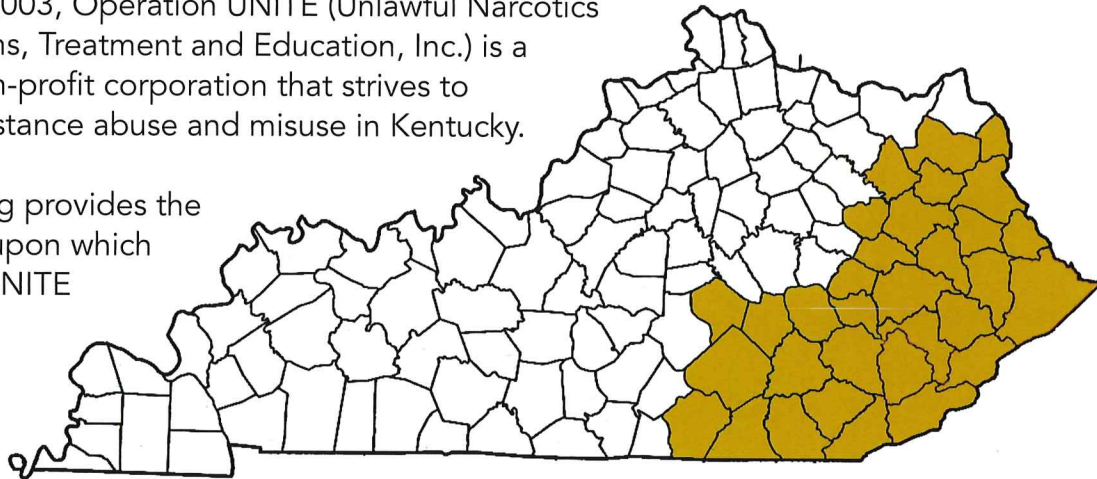 003, Operation UNITE (Unlawful Narcotics
s, Treatment and Education, Inc.) is a
-profit corporation that strives to
stance abuse and misuse in Kentucky.
g provides the
upon which
NITE